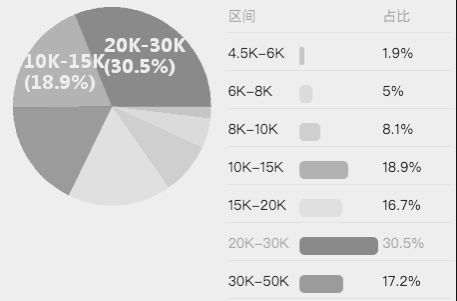 20K-30K
(30.5%)
10K-15K
(18.9%)
区间 占比
4.5K-6K 1.9%
6K-8K 5%
8K-10K 8.1%
10K-15K 18.9%
15K-20K 16.7%
20K-30K 30.5%
30K-50K 17.2%